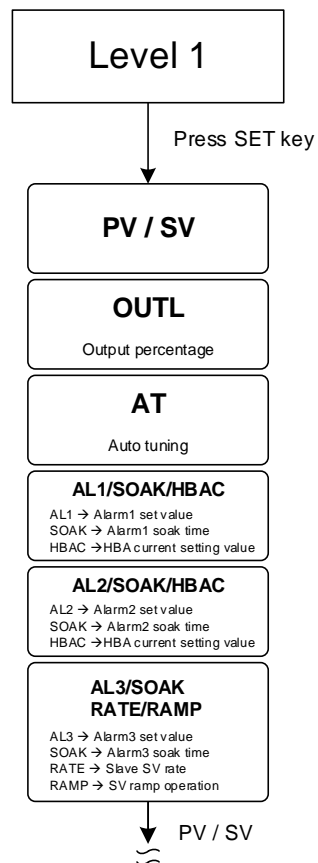 Level 1
Press SET key
PV / SV
OUTL
Output percentage
AT
Auto tuning
AL1/SOAK/HBAC
AL1 → Alarm1 set value
SOAK → Alarm1 soak time
HBAC →HBA current setting value
AL2/SOAK/HBAC
AL2 → Alarm2 set value
SOAK → Alarm2 soak time
HBAC →HBA current setting value
AL3/SOAK
RATE/RAMP
AL3 → Alarm3 set value
SOAK → Alarm3 soak time
RATE → Slave SV rate
RAMP → SV ramp operation
PV / SV